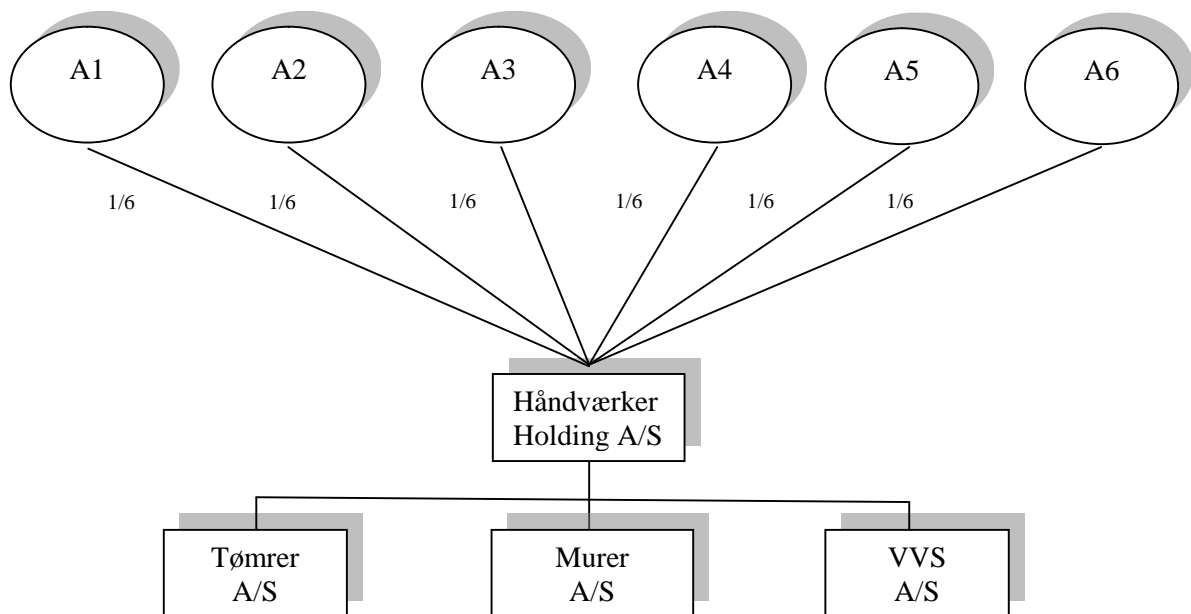 A1 A2 A3 A4 A5 A6
1/6 1/6 1/6 1/6 1/6 1/6
Håndværker
Holding A/S
Tømrer
A/S
Murer
A/S
VVS
A/S